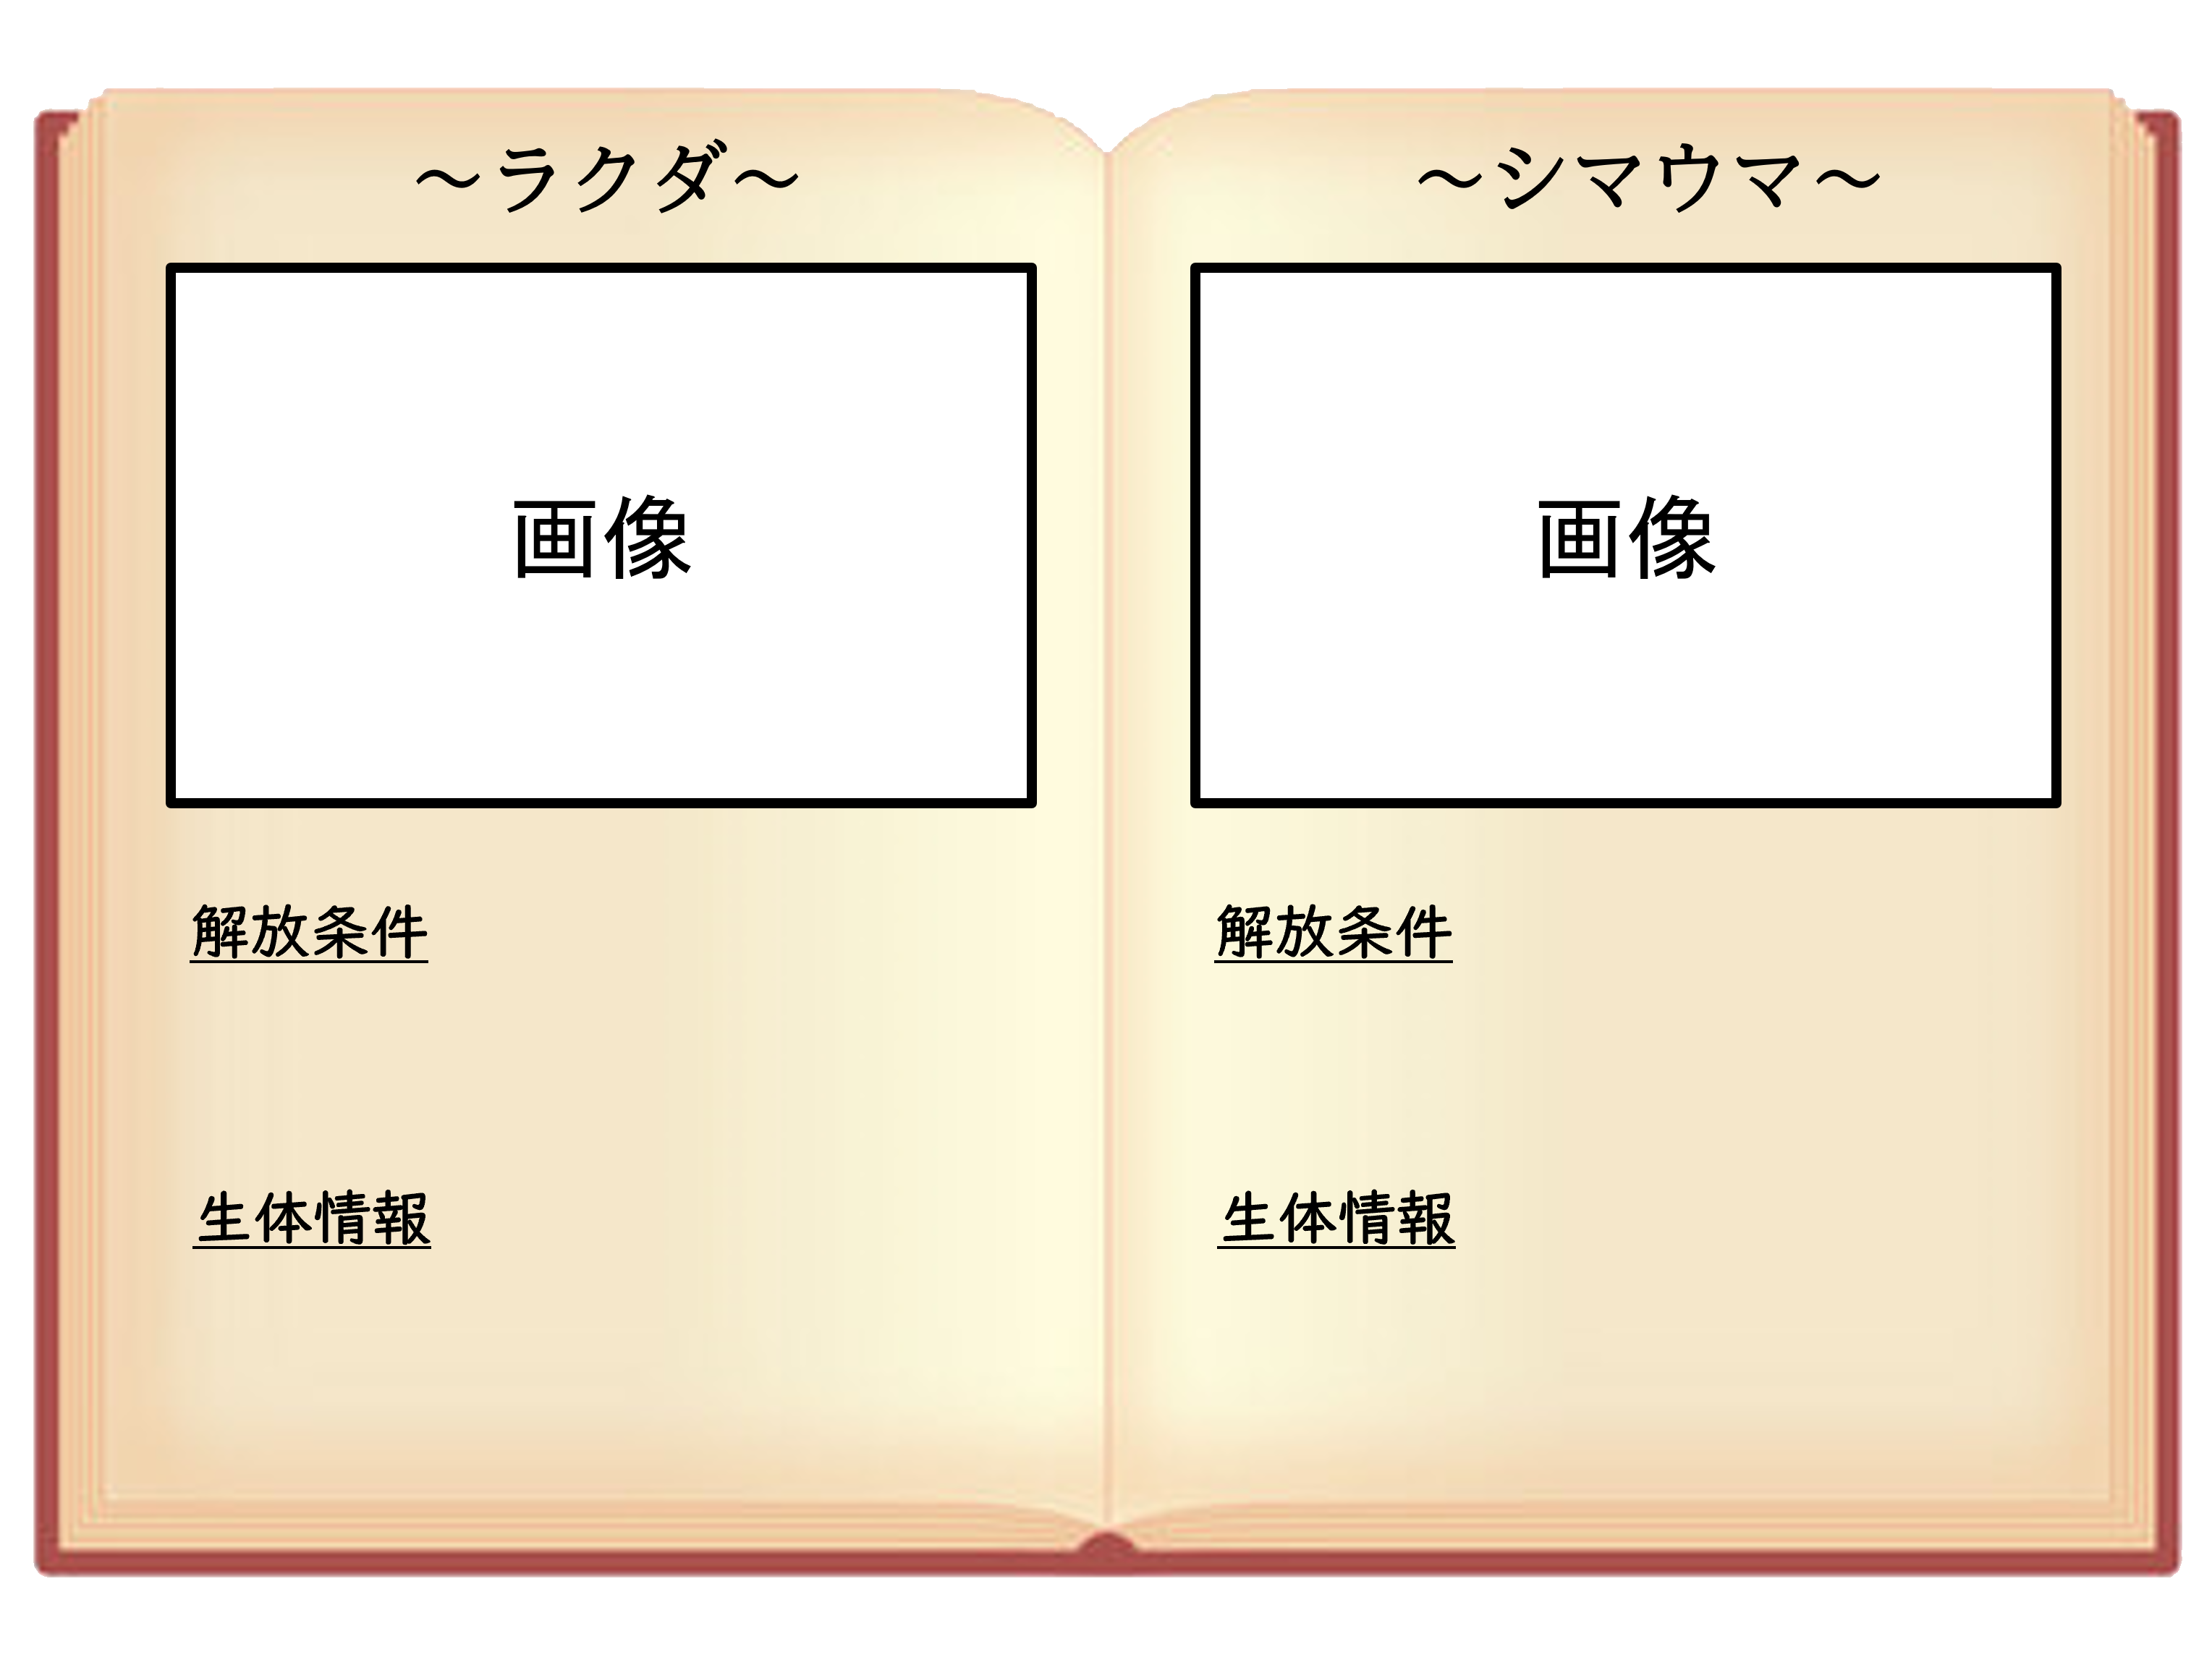 ～ラクダ～
画像
解放条件
生体情報
～シマウマ～
画像
解放条件
生体情報